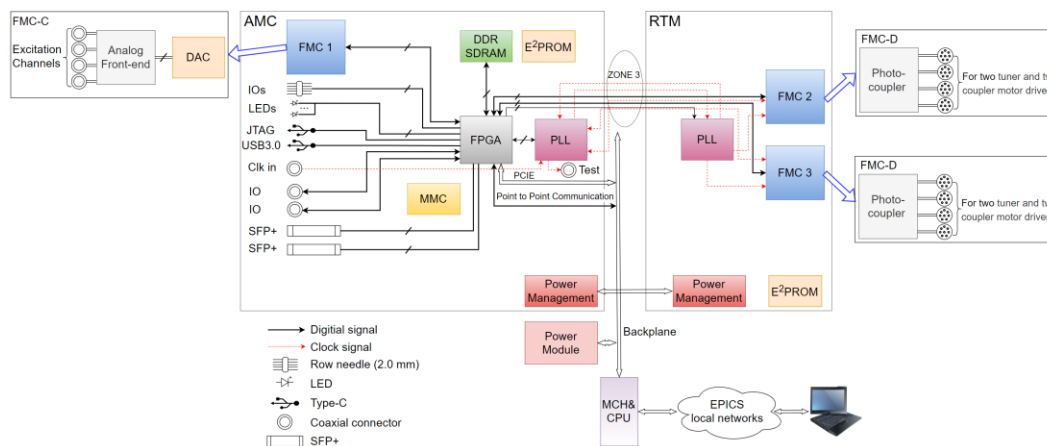 FMC-C
Excitation
Channels
Analog
Front-end
DAC
AMC
FMC 1
DDR
SDRAM
E²PROM
IOs
LEDs
JTAG
USB3.0
Clk in
IO
IO
SFP+
SFP+
FPGA
PLL
Test
PCIE
Point to Point Communication
MMC
Power
Management
ZONE 3
RTM
PLL
FMC 2
FMC 3
Power
Management
E²PROM
FMC-D
Photo-
coupler
For two tuner and tw
coupler motor driver
FMC-D
Photo-
coupler
For two tuner and tw
coupler motor driver
Digitial signal
Clock signal
Row needle (2.0 mm)
LED
Type-C
Coaxial connector
SFP+
Power
Module
Backplane
MCH&
CPU
EPICS
local networks